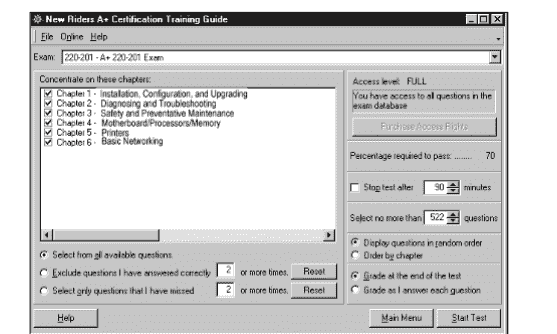 New Riders A+ Certification Training Guide
File Online Help
Exam: 220-201 - A+ 220-201 Exam
Concentrate on these chapters:
Chapter 1 - Installation, Configuration, and Upgrading
Chapter 2 - Diagnosing and Troubleshooting
Chapter 3 - Safety and Preventative Maintenance
Chapter 4 - Motherboard/Processors/Memory
Chapter 5 - Printers
Chapter 6 - Basic Networking
Select from all available questions
Exclude questions I have answered correctly 2 or more times. Reset
Select only questions that I have missed 2 or more times. Reset
Access level: FULL
You have access to all questions in the
exam database
Purchase Access Rights
Percentage required to pass: ........ 70
Stop test after 90 minutes
Select no more than 522 questions
Display questions in random order
Order by chapter
Grade at the end of the test
Grade as I answer each question
Help Main Menu Start Test